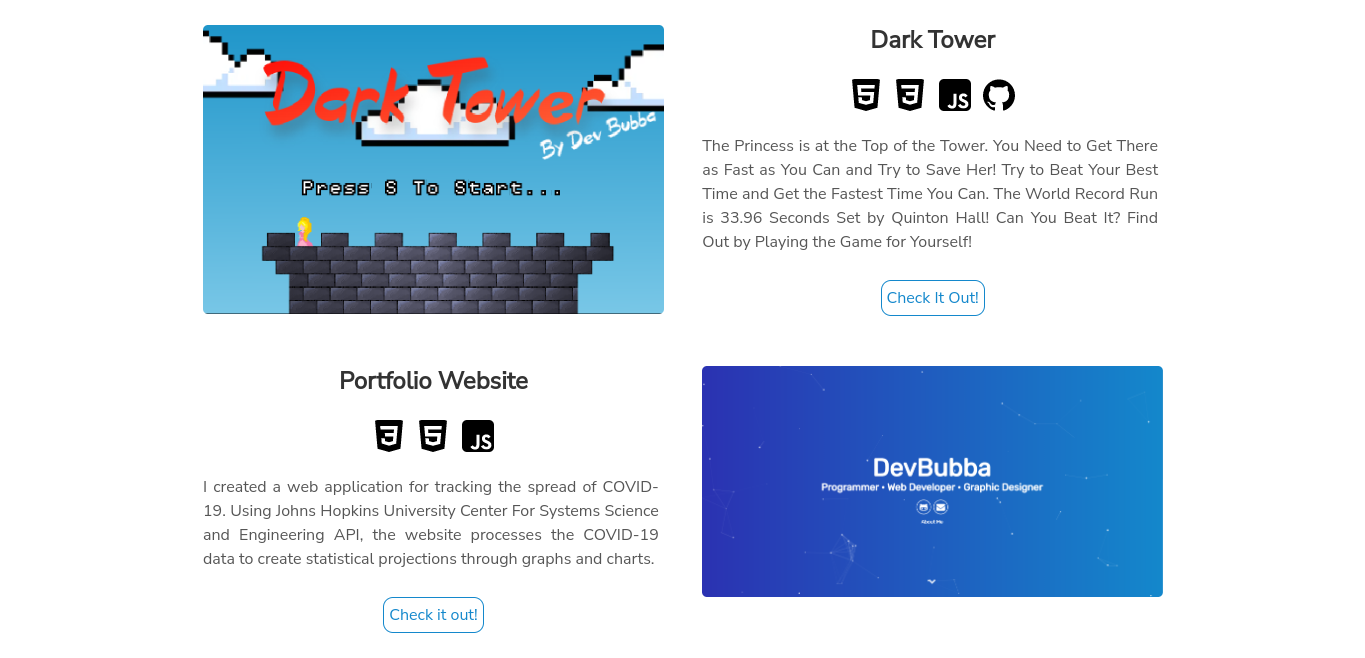 Dark Tower
By Dev Bubba
Press S To Start...
Dark Tower
JS
The Princess is at the Top of the Tower. You Need to Get There
as Fast as You Can and Try to Save Her! Try to Beat Your Best
Time and Get the Fastest Time You Can. The World Record Run
is 33.96 Seconds Set by Quinton Hall! Can You Beat It? Find
Out by Playing the Game for Yourself!
Check It Out!
Portfolio Website
JS
I created a web application for tracking the spread of COVID-
19. Using Johns Hopkins University Center For Systems Science
and Engineering API, the website processes the COVID-19
data to create statistical projections through graphs and charts.
Check it out!
DevBubba
Programmer • Web Developer • Graphic Designer
About Me